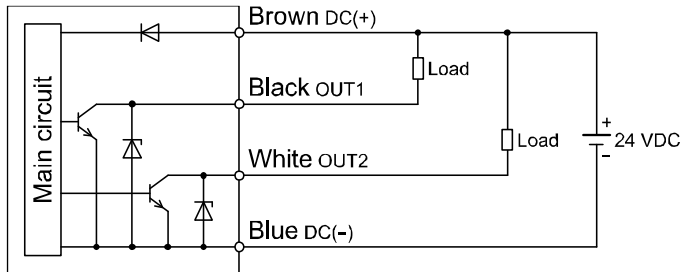 Brown DC(+)
Load
Black OUT1
Main circuit
White OUT2
Load
+
24 VDC
−
Blue DC(−)